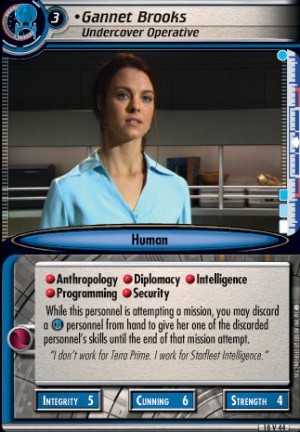 3
•Gannet Brooks
Undercover Operative
Human
•Anthropology •Diplomacy •Intelligence
•Programming •Security
While this personnel is attempting a mission, you may discard
a personnel from hand to give her one of the discarded
personnel's skills until the end of that mission attempt.
"I don't work for Terra Prime. I work for Starfleet Intelligence."
INTEGRITY 5 CUNNING 6 STRENGTH 4
16 V 44